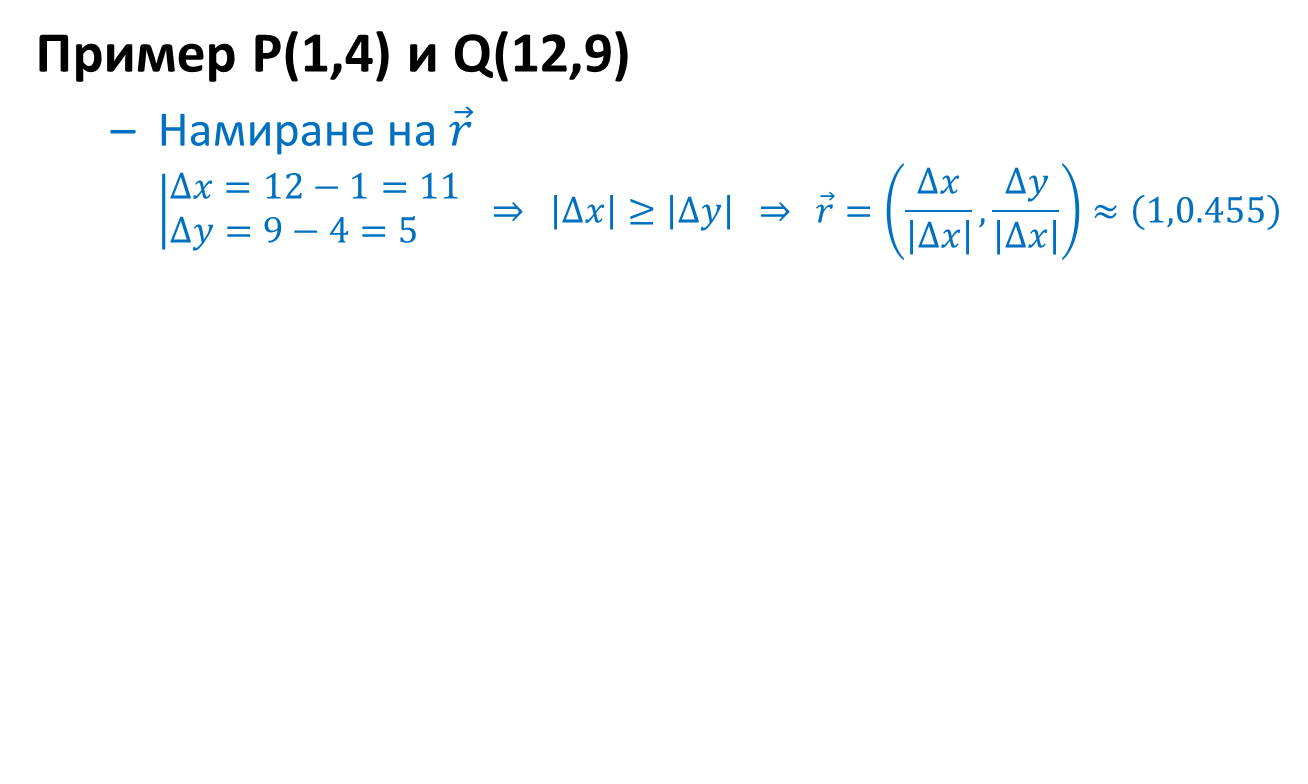 Пример P(1,4) и Q(12,9)
– Намиране на r⃗
|Δx = 12 − 1 = 11
|Δy = 9 − 4 = 5 ⇒ |Δx| ≥ |Δy| ⇒ r⃗ = (Δx/|Δx|, Δy/|Δx|) ≈ (1,0.455)